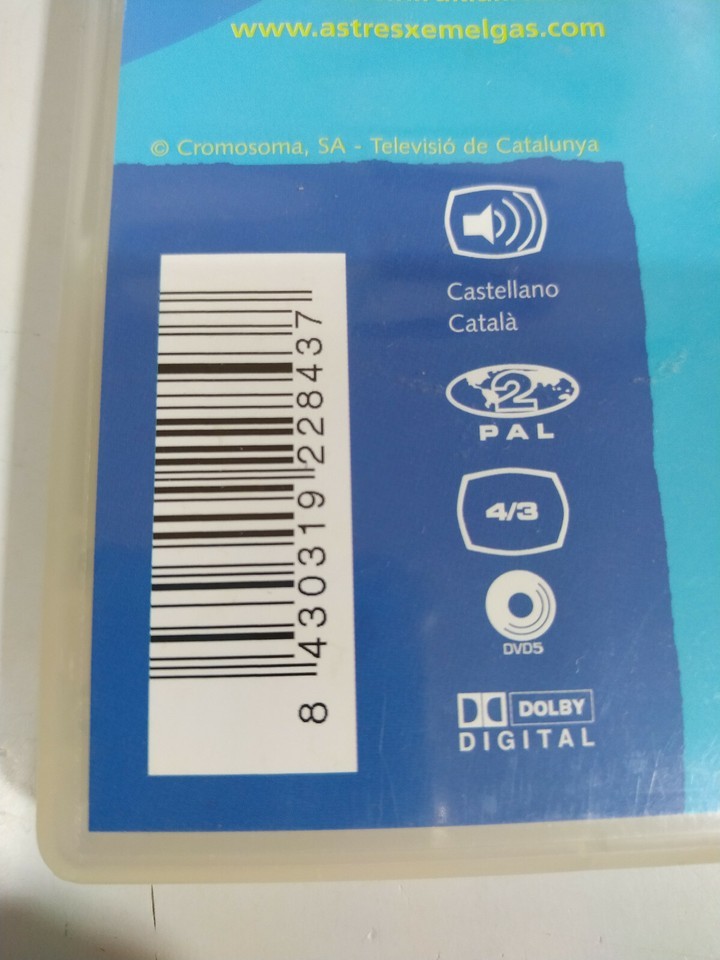 www.astresxemelgas.com
© Cromosoma, SA - Televisió de Catalunya
Castellano
Català
2
PAL
4/3
DVD5
DOLBY
DIGITAL
8 430319 228437